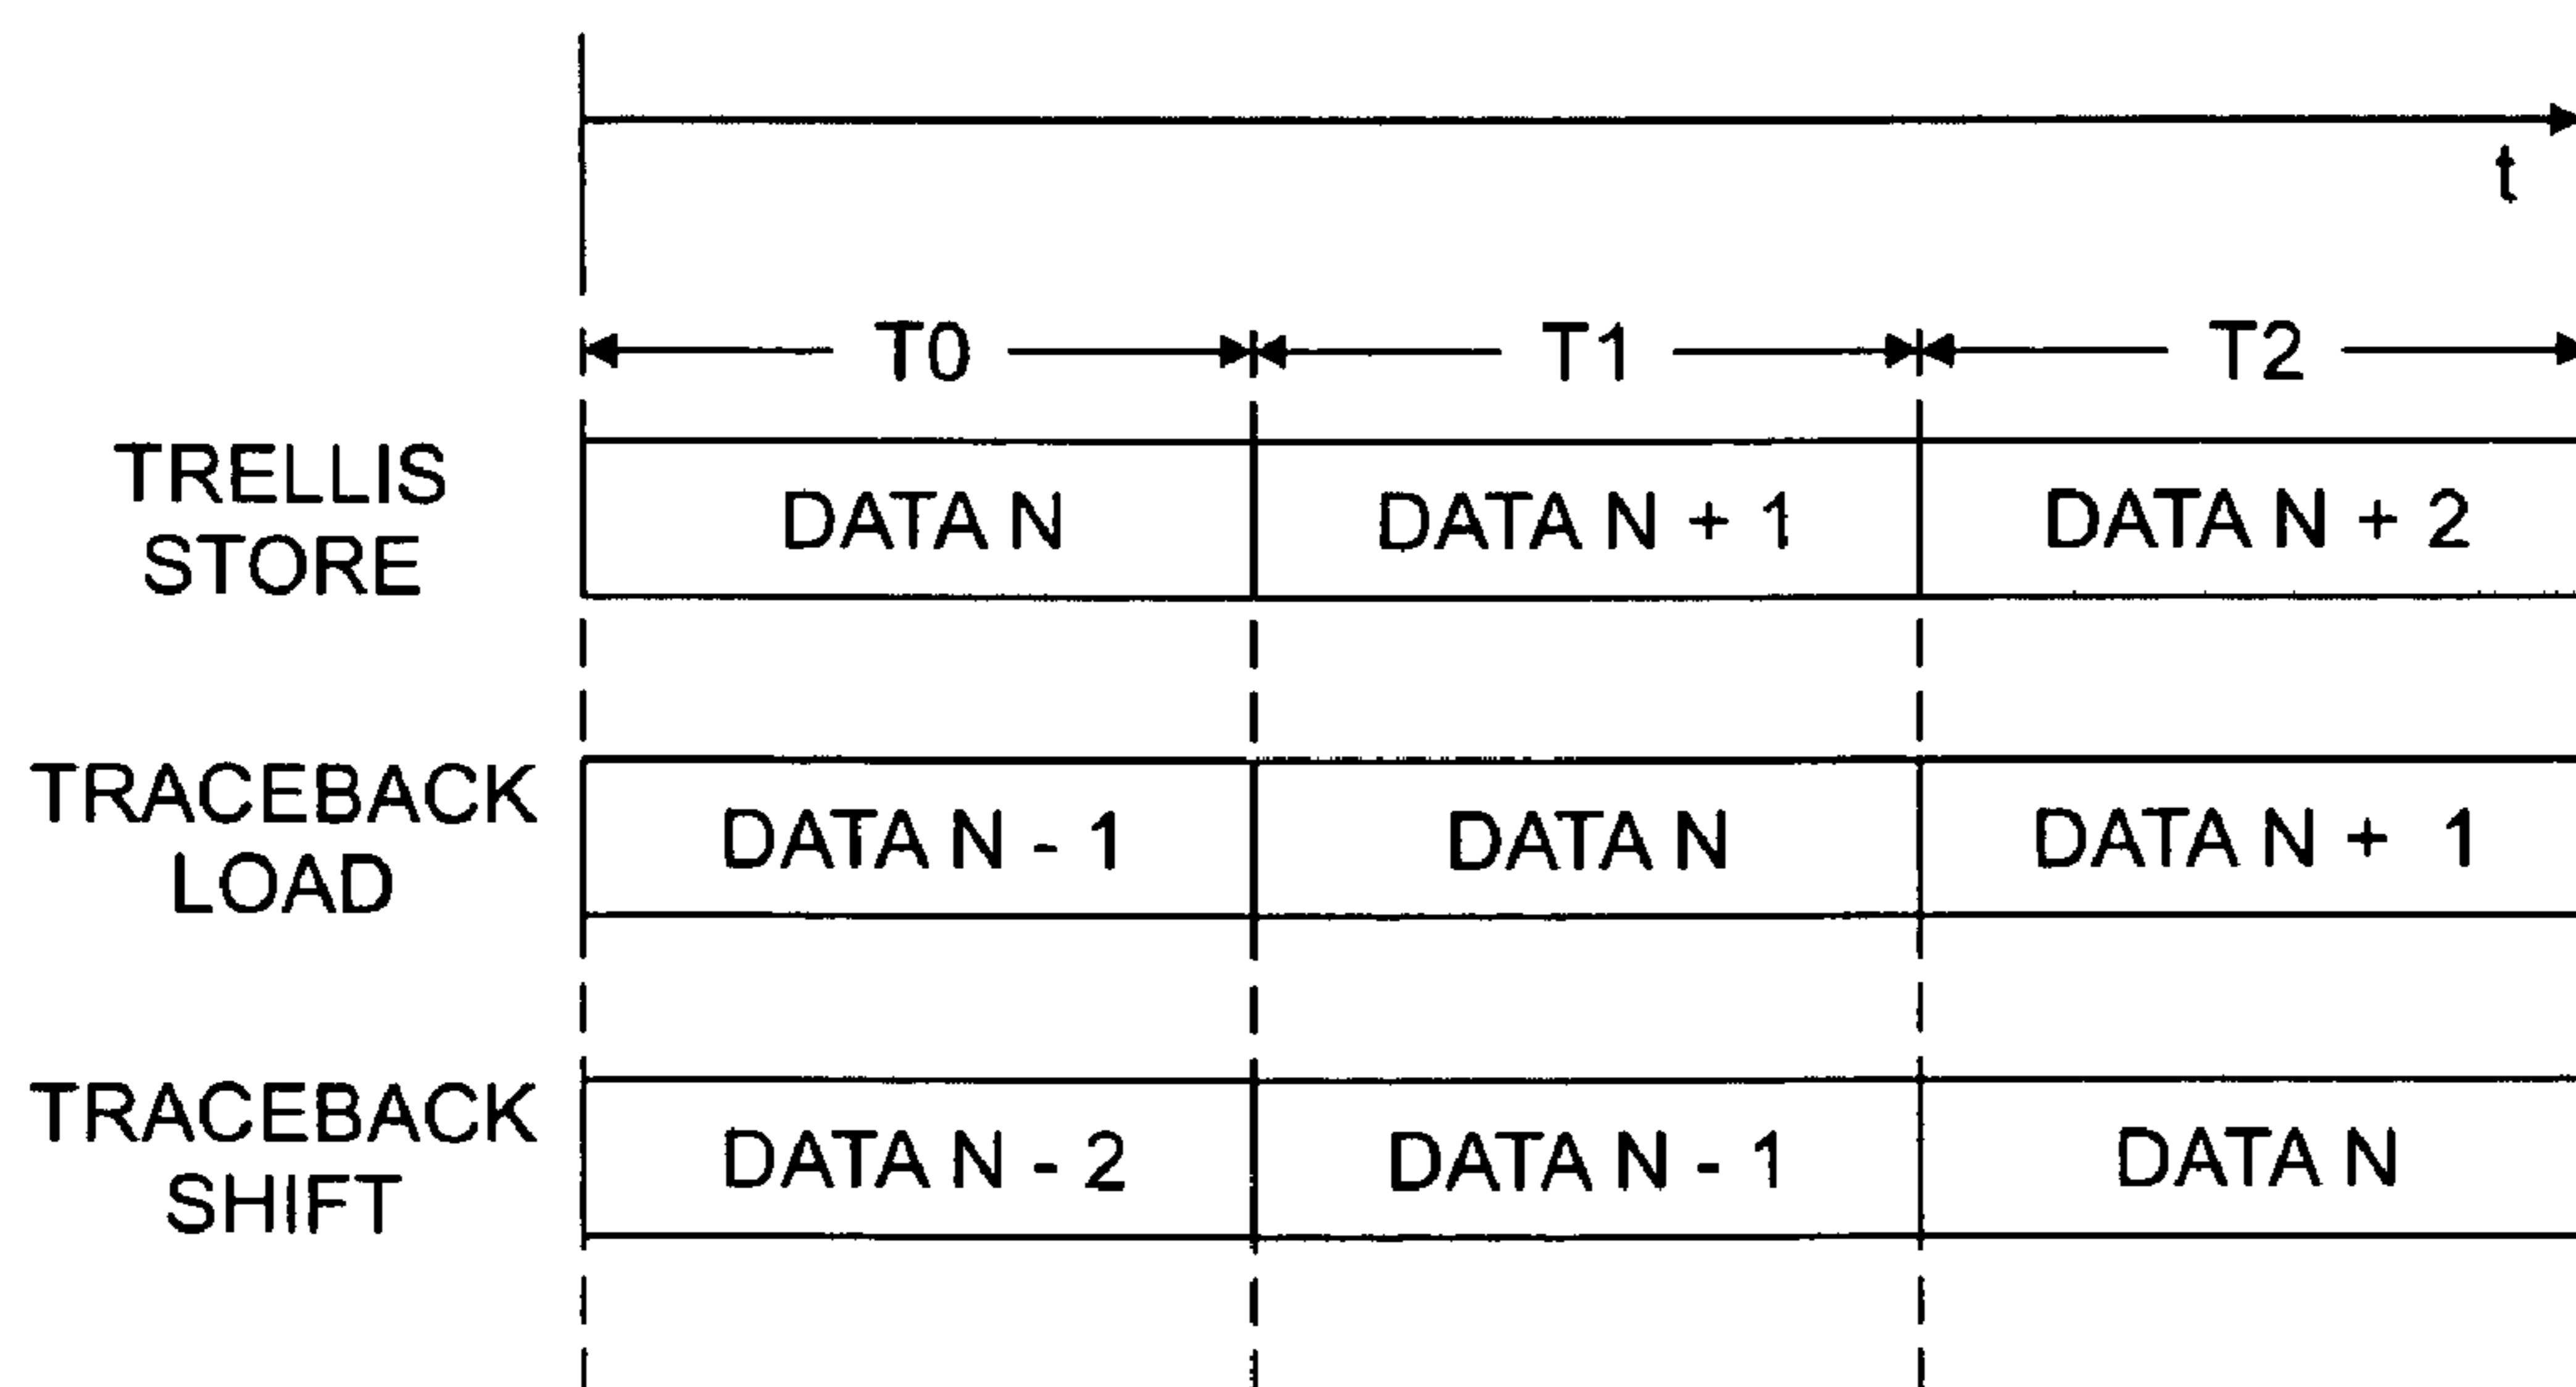 t
T0 T1 T2
TRELLIS
STORE
DATA N DATA N + 1 DATA N + 2
TRACEBACK
LOAD
DATA N - 1 DATA N DATA N + 1
TRACEBACK
SHIFT
DATA N - 2 DATA N - 1 DATA N